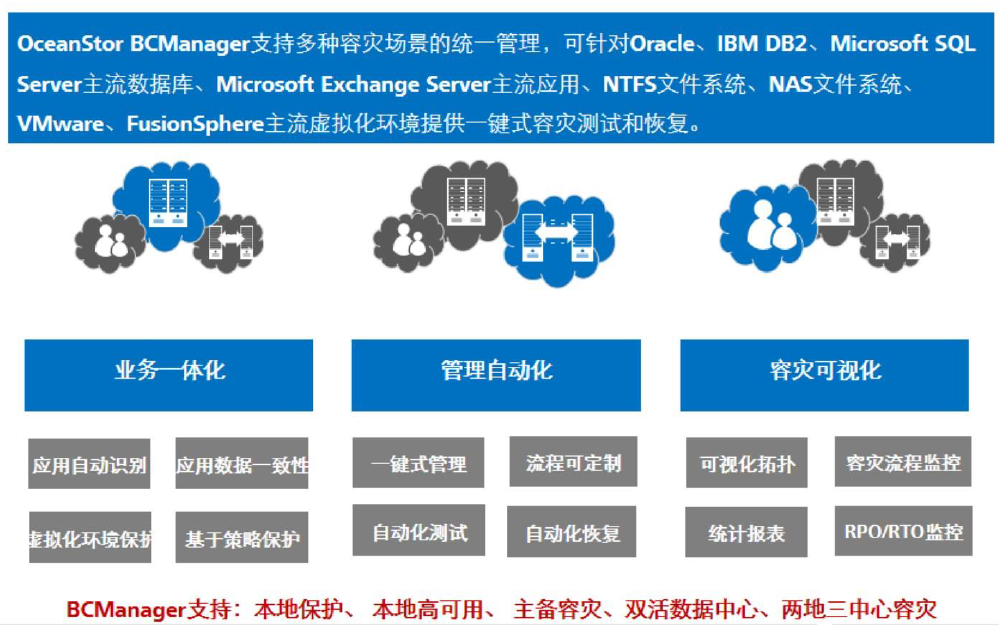 OceanStor BCManager支持多种容灾场景的统一管理，可针对Oracle、IBM DB2、Microsoft SQL
Server主流数据库、Microsoft Exchange Server主流应用、NTFS文件系统、NAS文件系统、
VMware、FusionSphere主流虚拟化环境提供一键式容灾测试和恢复。
业务一体化
管理自动化
容灾可视化
应用自动识别
应用数据一致性
一键式管理
流程可定制
可视化拓扑
容灾流程监控
虚拟化环境保护
基于策略保护
自动化测试
自动化恢复
统计报表
RPO/RTO监控
BCManager支持：本地保护、 本地高可用、 主备容灾、双活数据中心、两地三中心容灾